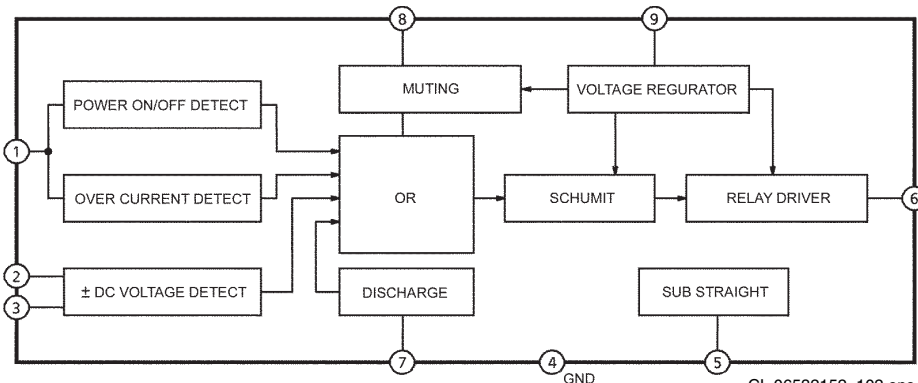 8
9
MUTING
VOLTAGE REGURATOR
POWER ON/OFF DETECT
1
OVER CURRENT DETECT
OR
SCHUMIT
RELAY DRIVER
6
2
3
± DC VOLTAGE DETECT
DISCHARGE
SUB STRAIGHT
7
4
GND
5